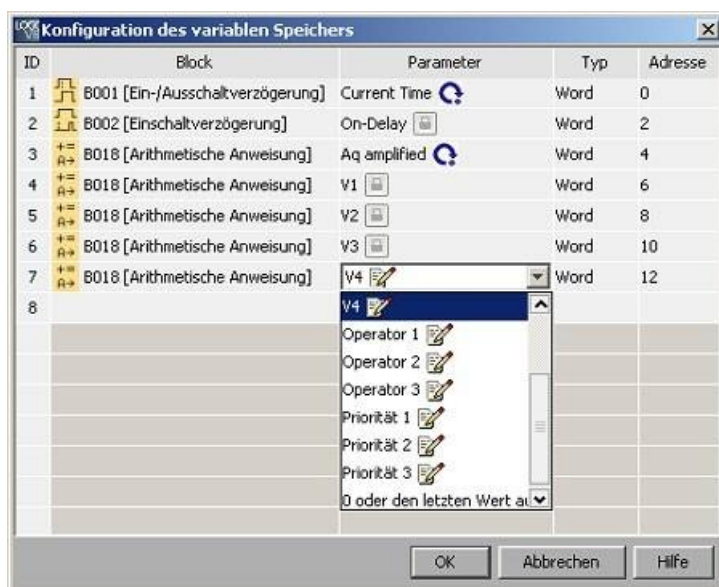 Konfiguration des variablen Speichers
ID Block Parameter Typ Adresse
1 B001 [Ein-/Ausschaltverzögerung] Current Time Word 0
2 B002 [Einschaltverzögerung] On-Delay Word 2
3 B018 [Arithmetische Anweisung] Aq amplified Word 4
4 B018 [Arithmetische Anweisung] V1 Word 6
5 B018 [Arithmetische Anweisung] V2 Word 8
6 B018 [Arithmetische Anweisung] V3 Word 10
7 B018 [Arithmetische Anweisung] V4 Word 12
8
V4
Operator 1
Operator 2
Operator 3
Priorität 1
Priorität 2
Priorität 3
0 oder den letzten Wert
OK Abbrechen Hilfe